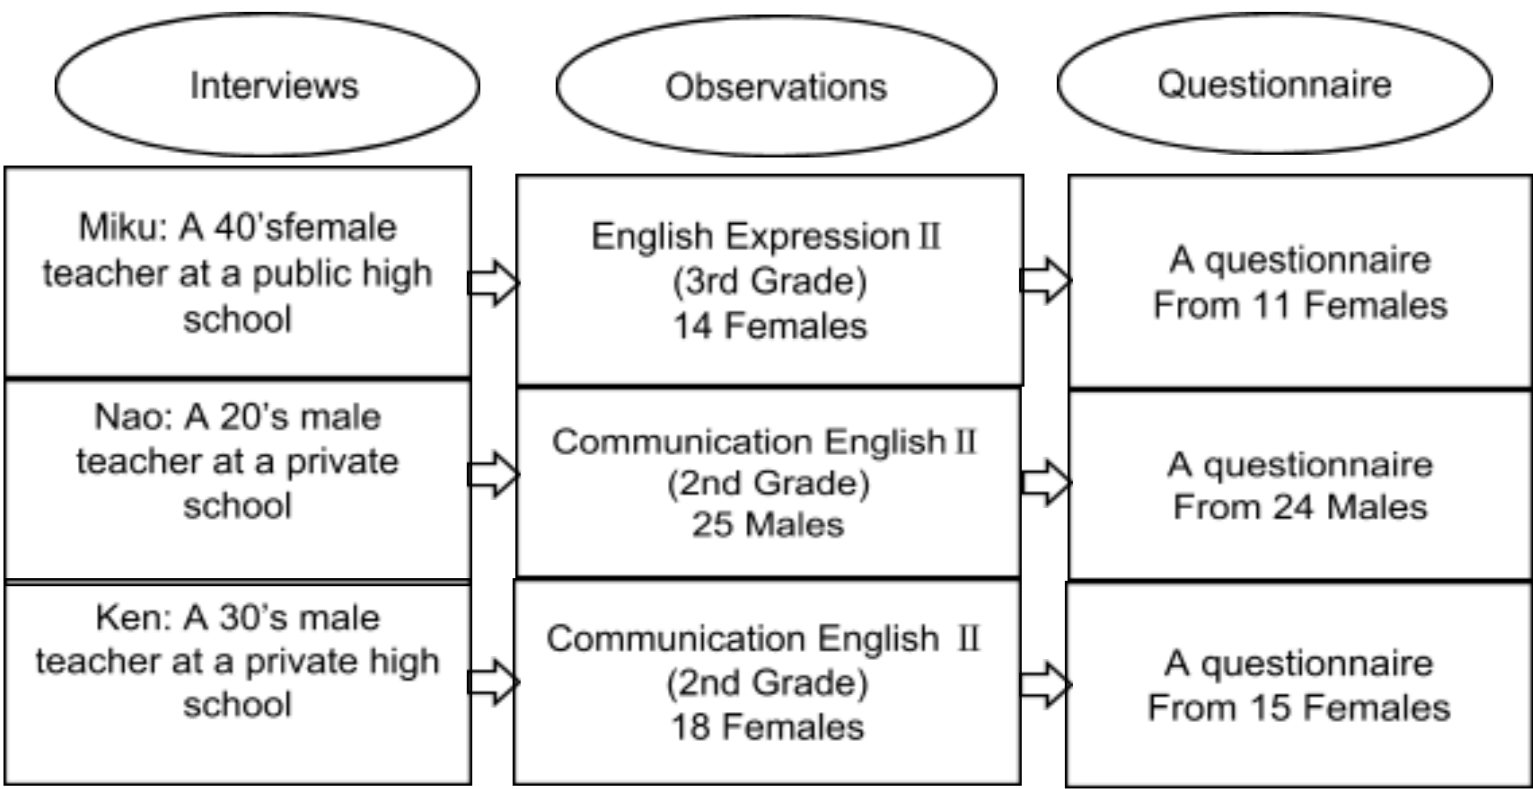 Interviews
Observations
Questionnaire
Miku: A 40’sfemale
teacher at a public high
school
English Expression Ⅱ
(3rd Grade)
14 Females
A questionnaire
From 11 Females
Nao: A 20’s male
teacher at a private
school
Communication English Ⅱ
(2nd Grade)
25 Males
A questionnaire
From 24 Males
Ken: A 30’s male
teacher at a private high
school
Communication English Ⅱ
(2nd Grade)
18 Females
A questionnaire
From 15 Females